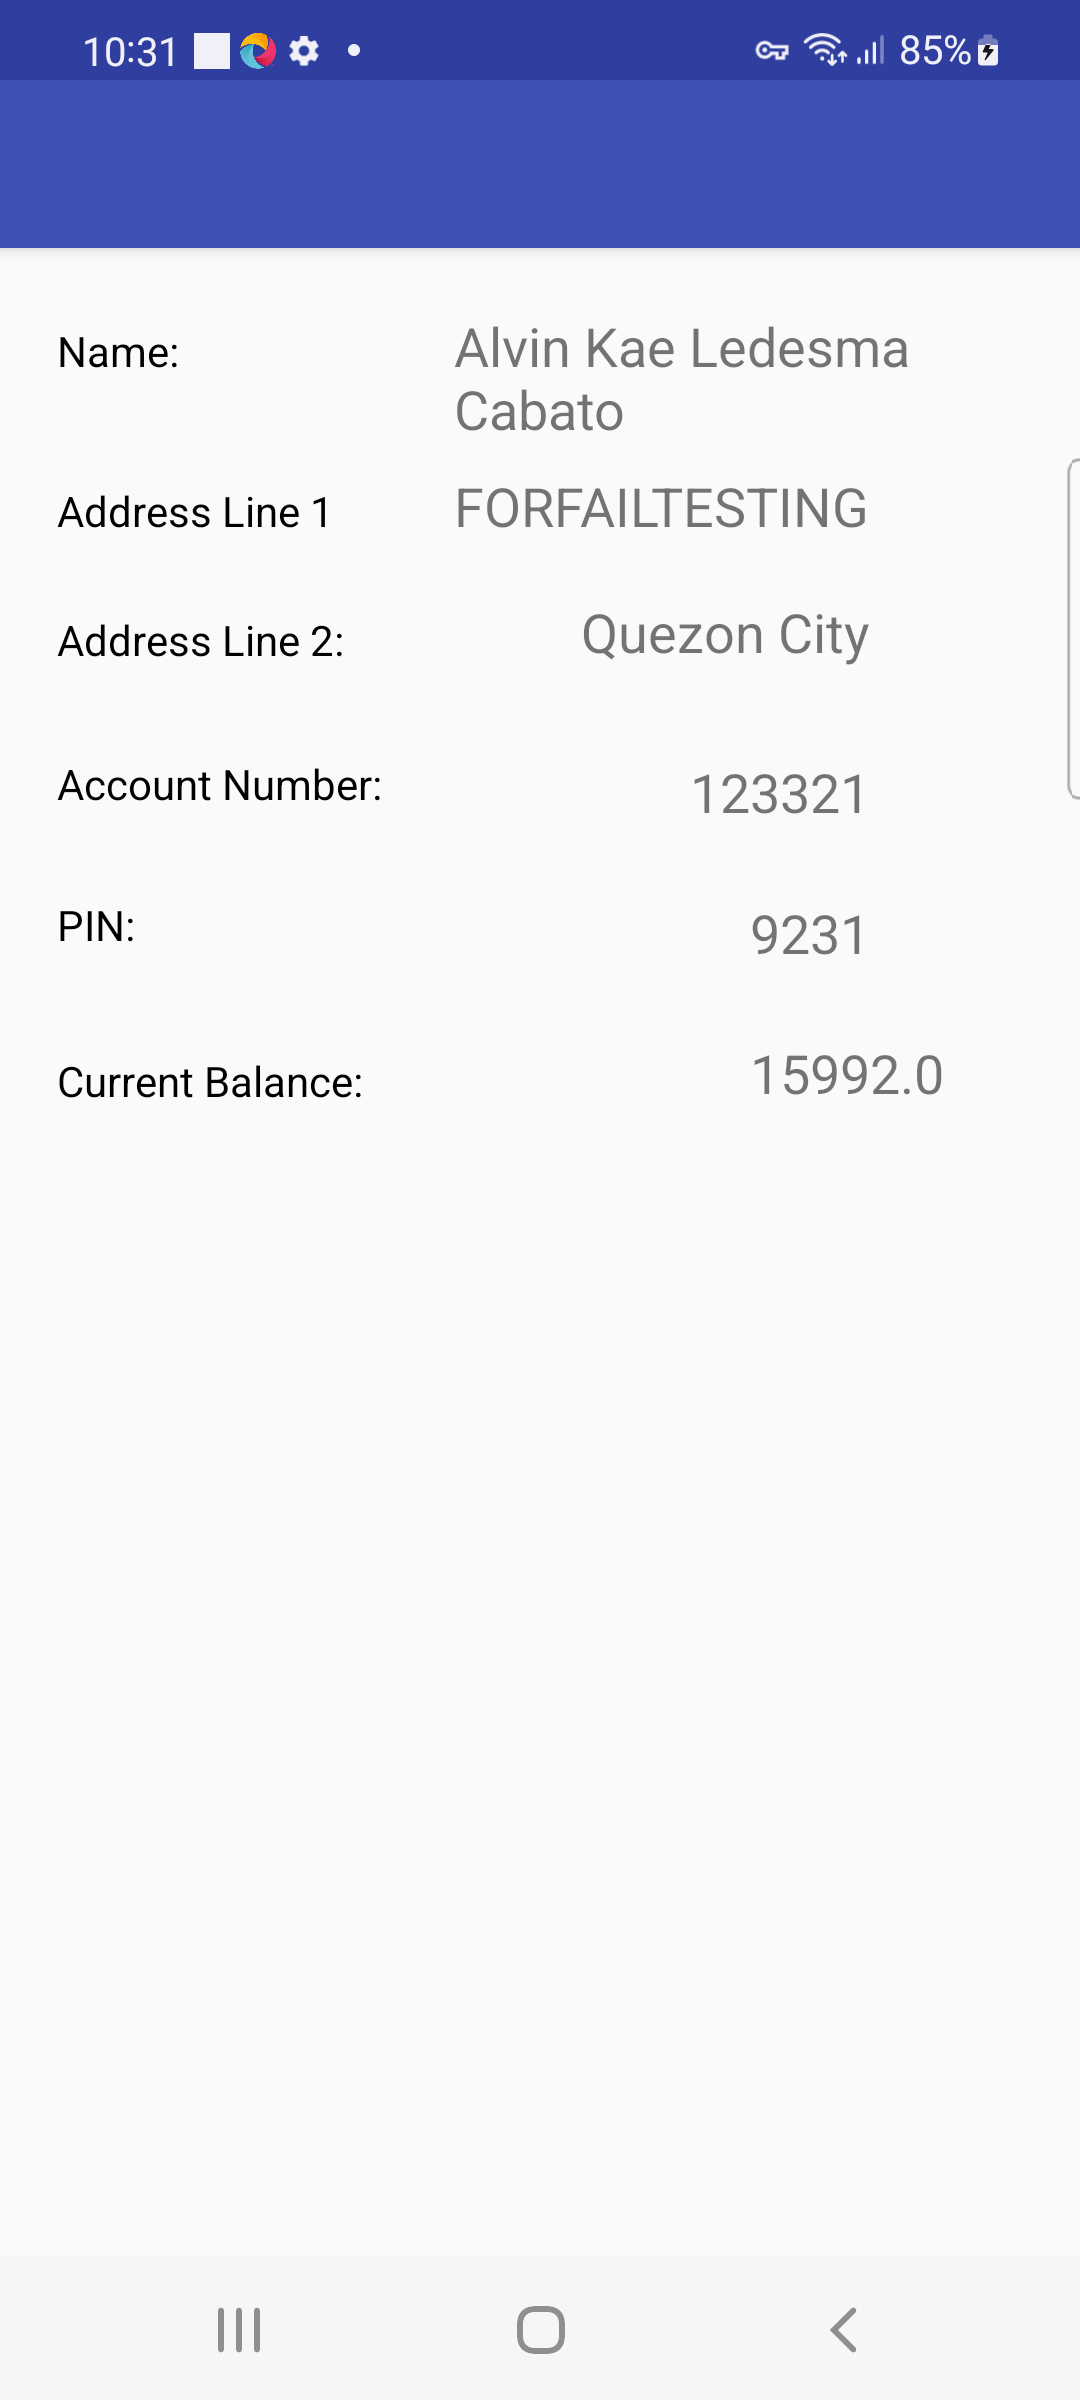 10:31 85%
Name: Alvin Kae Ledesma
Cabato
Address Line 1 FORFAILTESTING
Address Line 2: Quezon City
Account Number: 123321
PIN: 9231
Current Balance: 15992.0